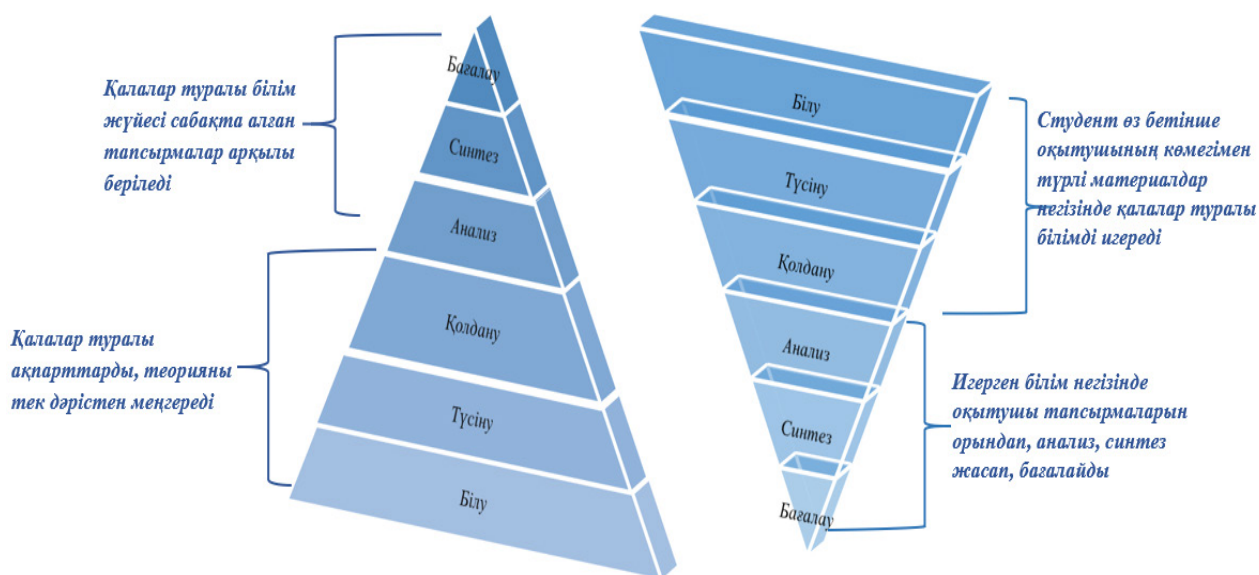 Қалалар туралы білім
жүйесі сабақта алған
тапсырмалар арқылы
беріледі
Қалалар туралы
ақпарттарды, теорияны
тек дәрістен меңгереді
Бағалау
Синтез
Анализ
Қолдану
Түсіну
Білу
Білу
Түсіну
Қолдану
Анализ
Синтез
Бағалау
Студент өз бетінше
оқытушының көмегімен
түрлі материалдар
негізінде қалалар туралы
білімді игереді
Игерген білім негізінде
оқытушы тапсырмаларын
орындап, анализ, синтез
жасап, бағалайды